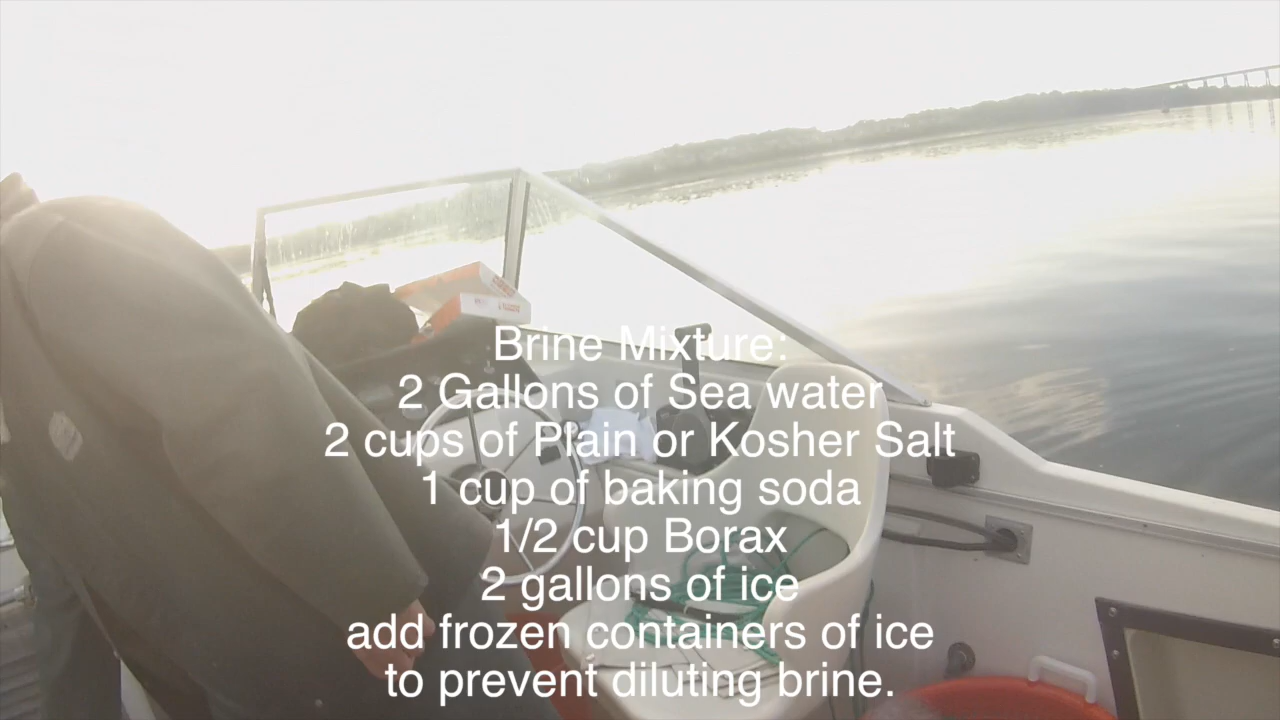 Brine Mixture:
2 Gallons of Sea water
2 cups of Plain or Kosher Salt
1 cup of baking soda
1/2 cup Borax
2 gallons of ice
add frozen containers of ice
to prevent diluting brine.